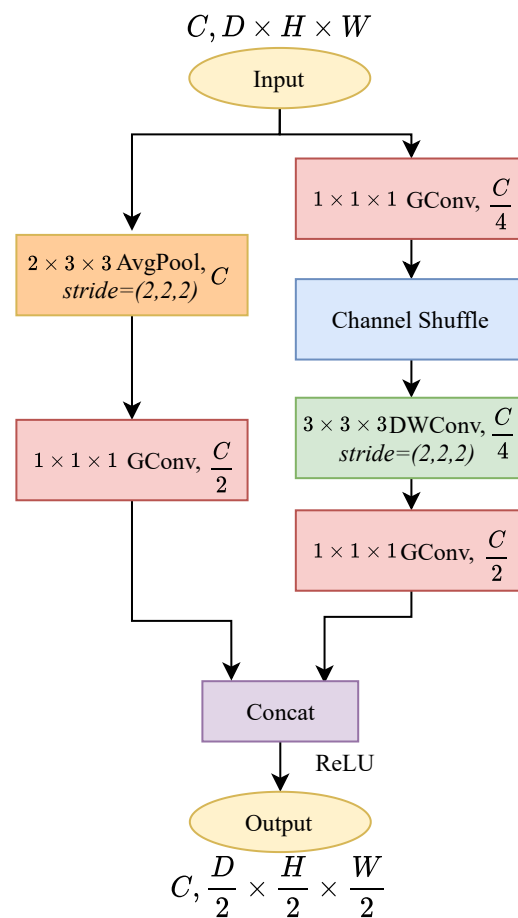 C, D × H × W
Input
1 × 1 × 1 GConv, C/4
2 × 3 × 3 AvgPool, C
stride=(2,2,2)
Channel Shuffle
3 × 3 × 3 DWConv, C/4
stride=(2,2,2)
1 × 1 × 1 GConv, C/2
1 × 1 × 1 GConv, C/2
Concat
ReLU
Output
C, D/2 × H/2 × W/2